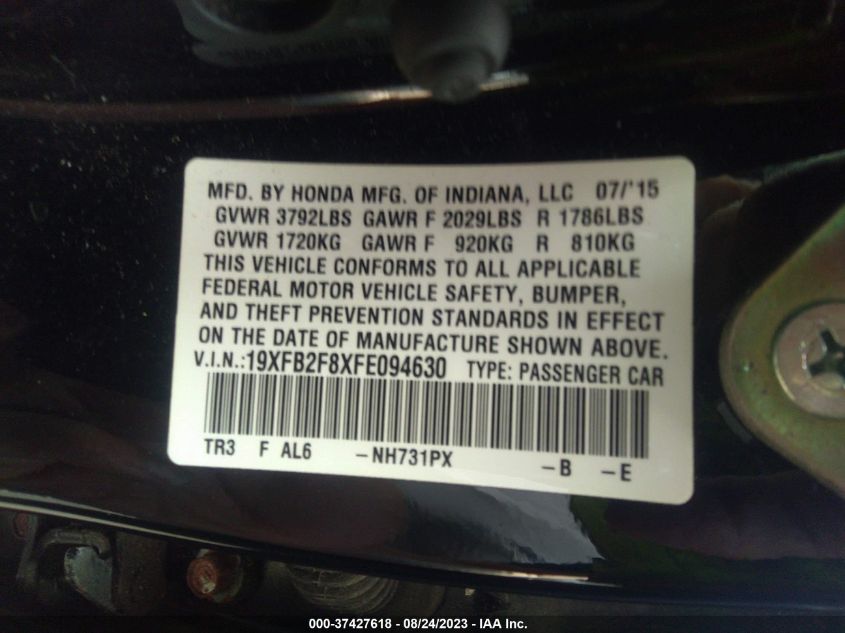 MFD. BY HONDA MFG. OF INDIANA, LLC 07/'15
GVWR 3792LBS GAWR F 2029LBS R 1786LBS
GVWR 1720KG GAWR F 920KG R 810KG
THIS VEHICLE CONFORMS TO ALL APPLICABLE
FEDERAL MOTOR VEHICLE SAFETY, BUMPER,
AND THEFT PREVENTION STANDARDS IN EFFECT
ON THE DATE OF MANUFACTURE SHOWN ABOVE.
V.I.N.:19XFB2F8XFE094630 TYPE: PASSENGER CAR
TR3 F AL6 -NH731PX -B -E
000-37427618 - 08/24/2023 - IAA Inc.